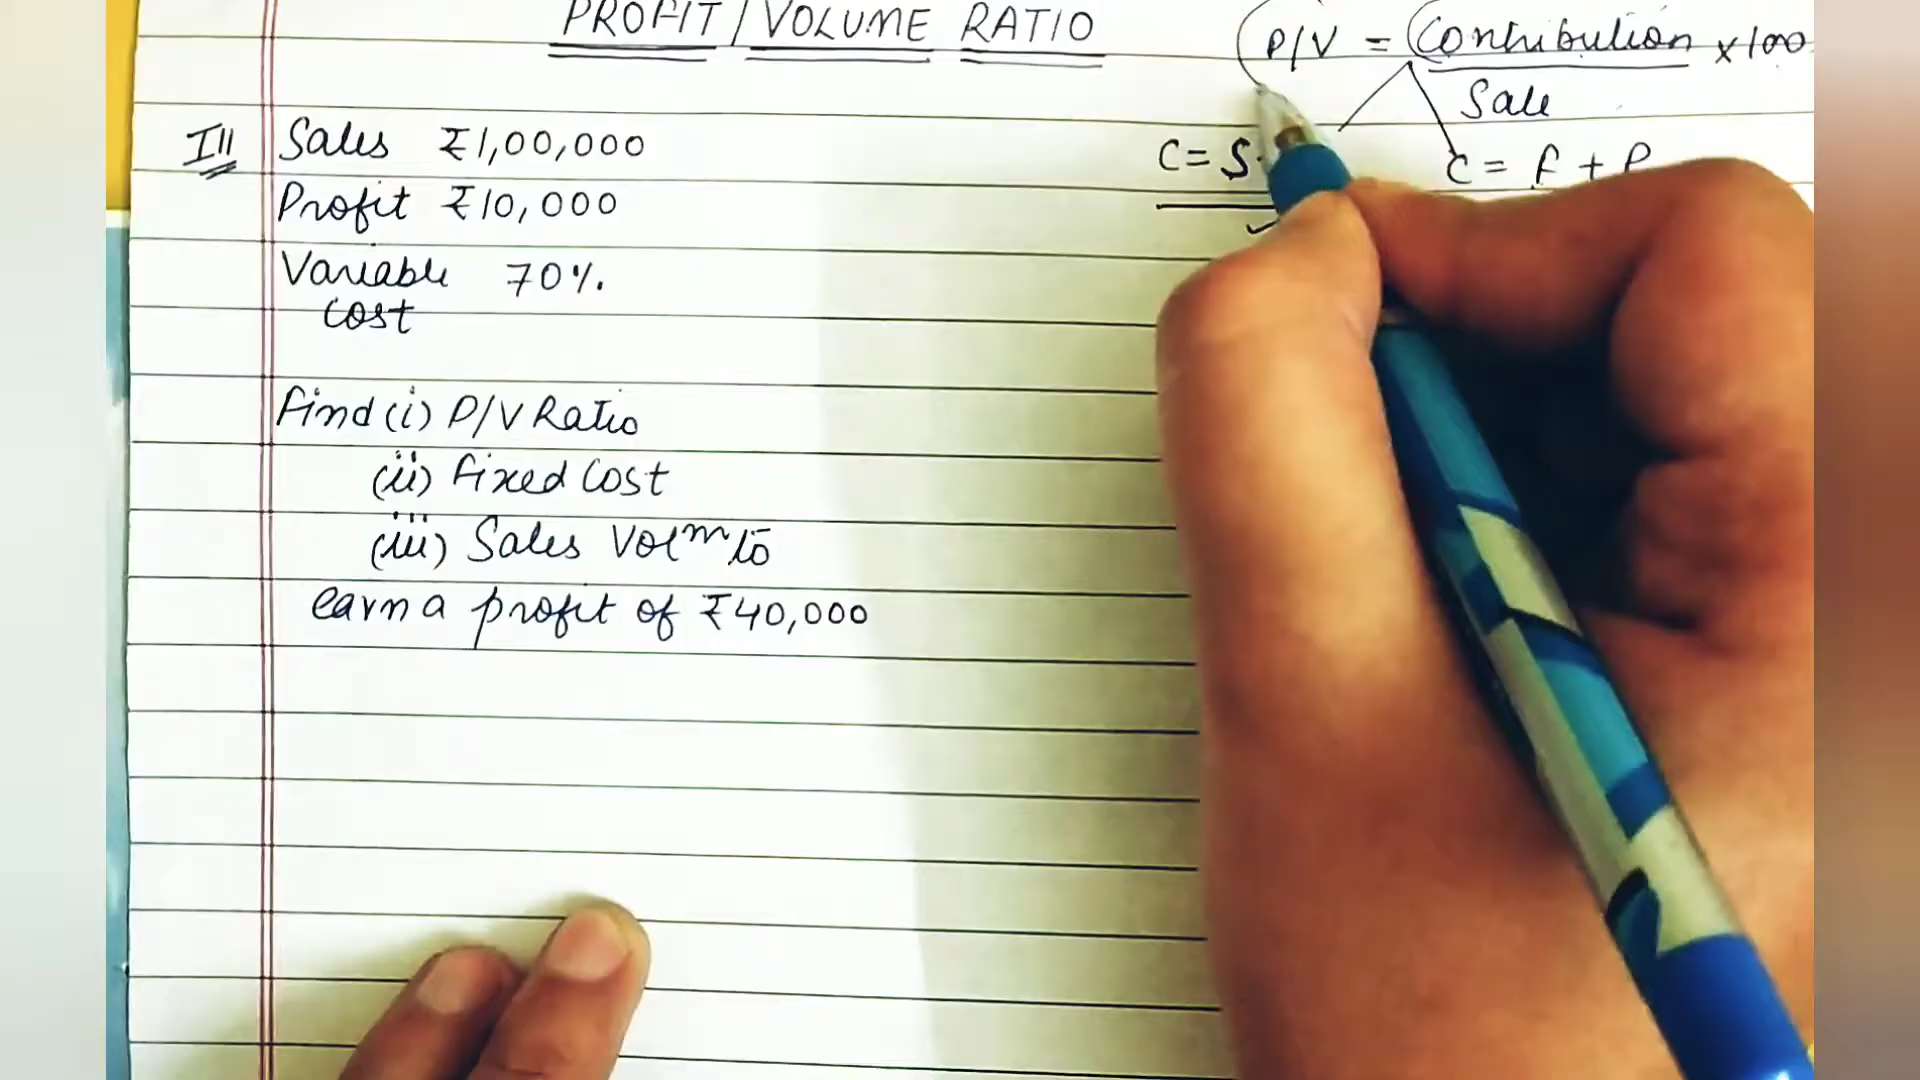 PROFIT/VOLUME RATIO
P/V = Contribution × 100
Sale
C = S
C = F + P
III Sales ₹1,00,000
Profit ₹10,000
Variable 70%.
Cost
Find (i) P/V Ratio
(ii) Fixed Cost
(iii) Sales Volm to
earn a profit of ₹40,000